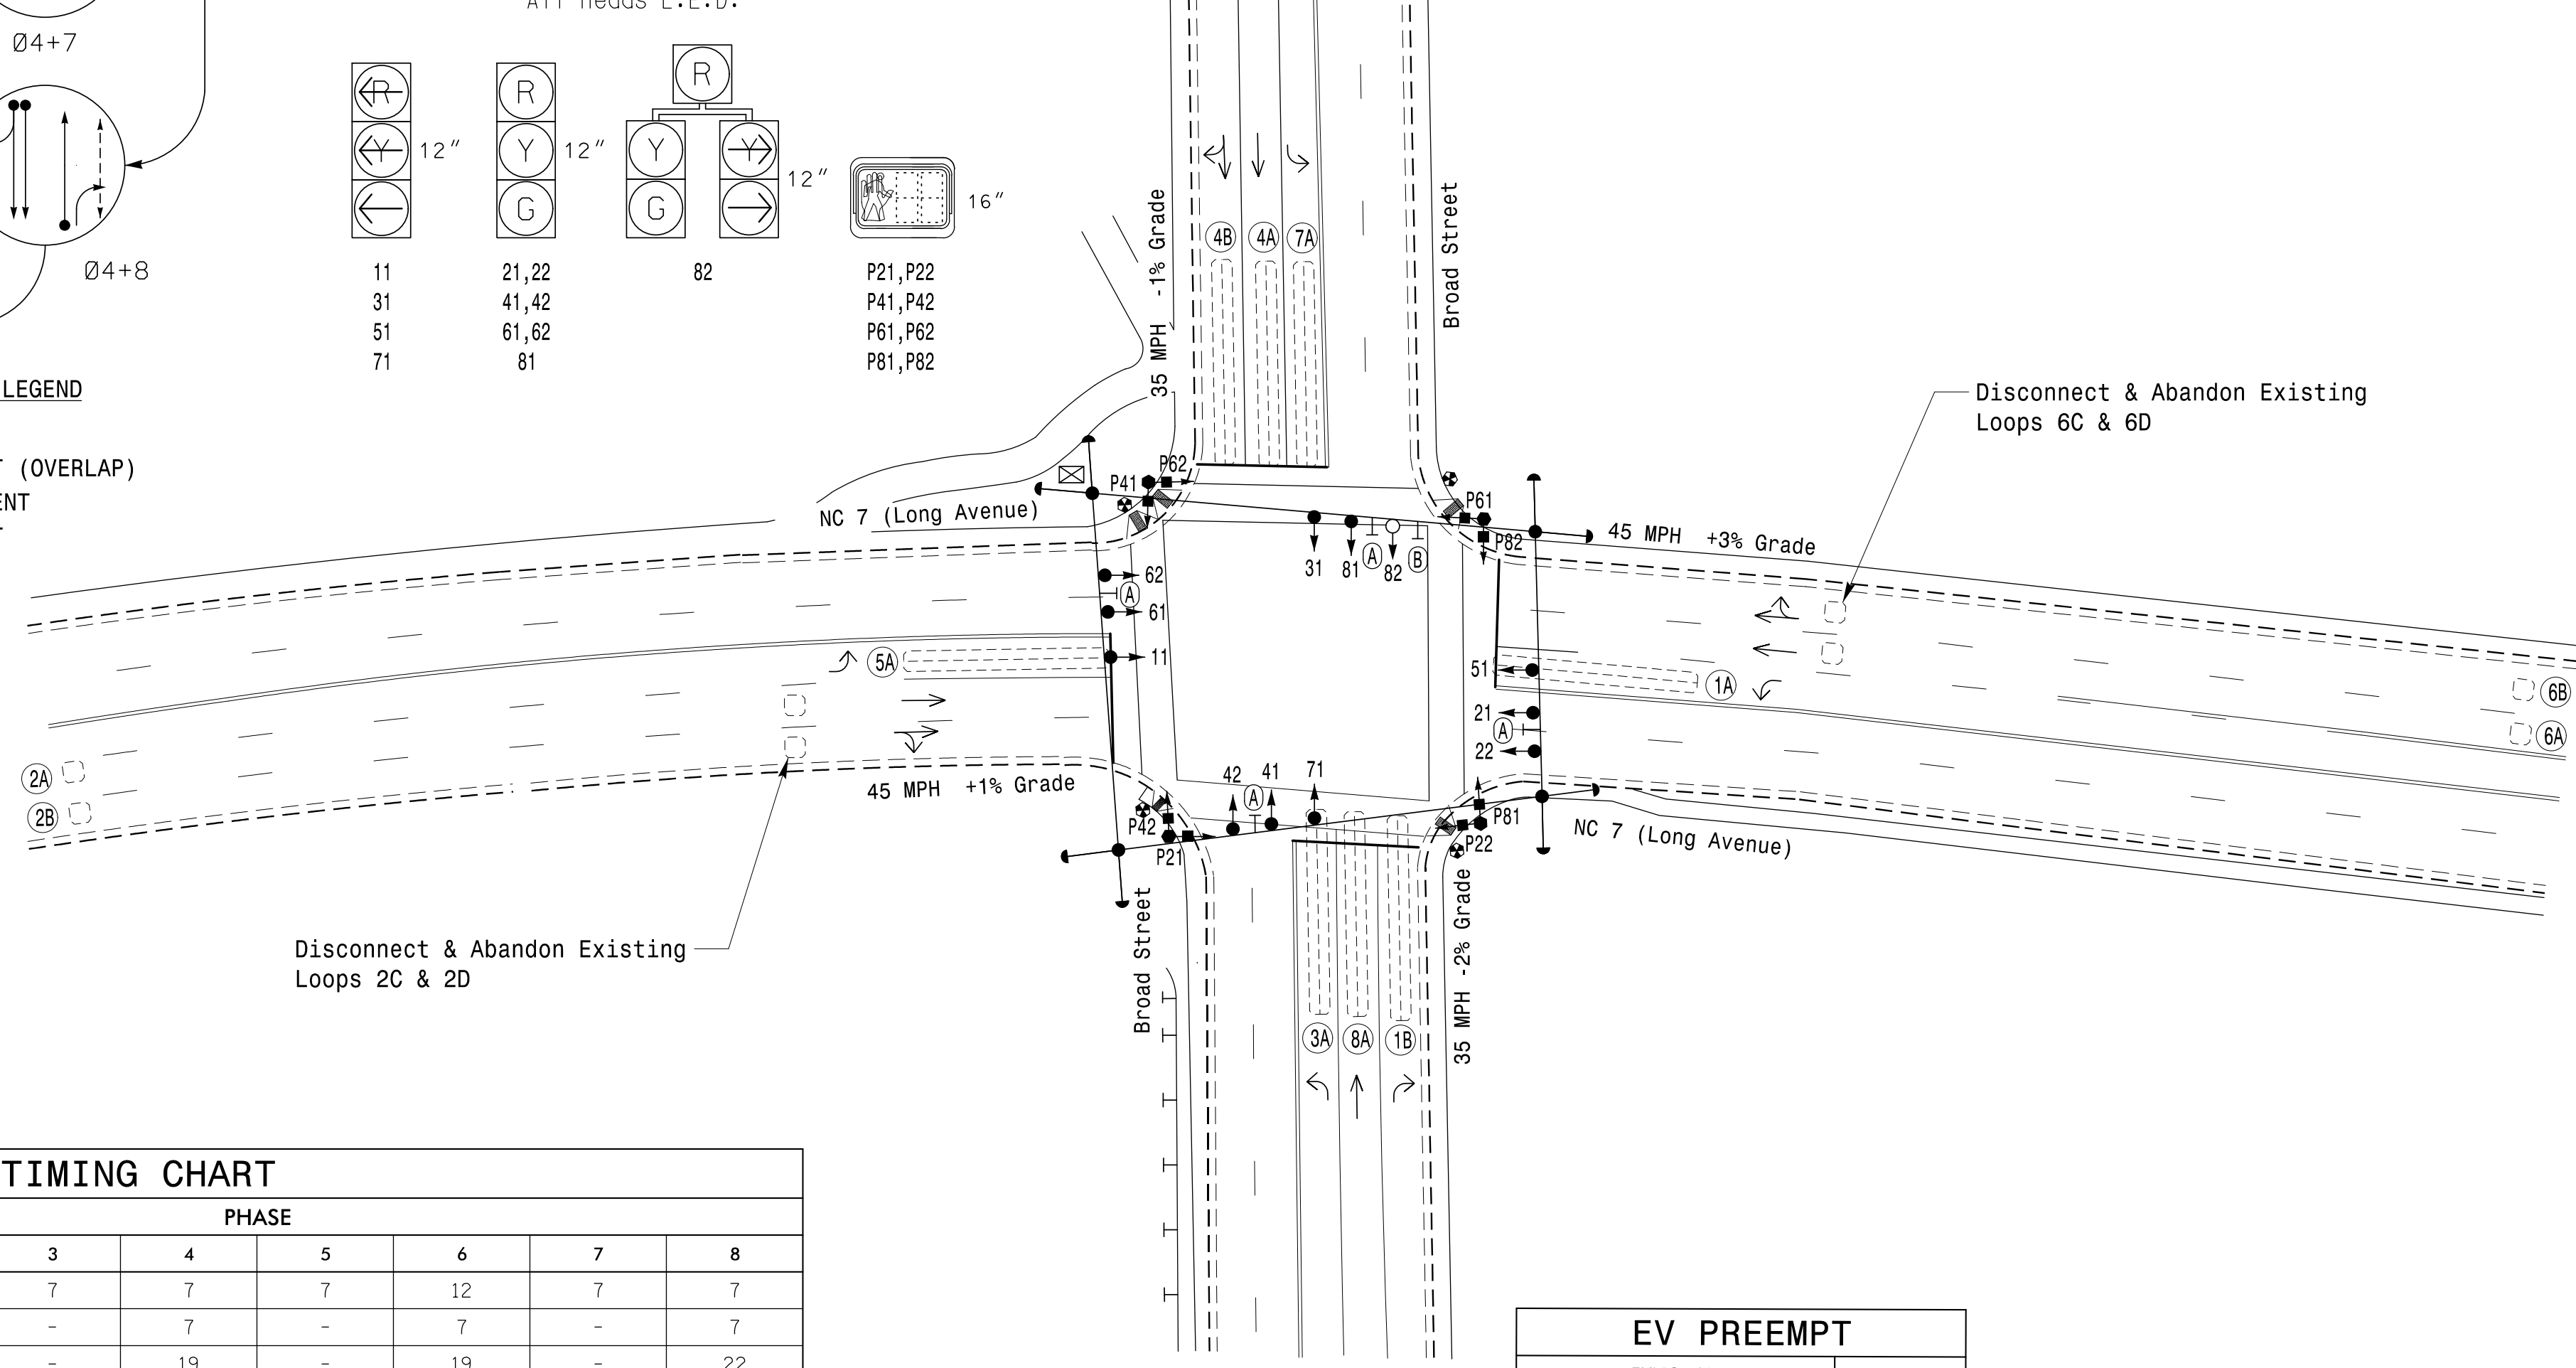 Ø4+7
Ø4+8
R
Y
12"
R
Y
G
12"
R
Y
Y
G
12"
16"
11
31
51
71
21,22
41,42
61,62
81
82
P21,P22
P41,P42
P61,P62
P81,P82
LEGEND
(OVERLAP)
35 MPH -1% Grade
Broad Street
4B
4A
7A
Disconnect & Abandon Existing
Loops 6C & 6D
P62
P41
NC 7 (Long Avenue)
P61
P82
45 MPH +3% Grade
31
81
A
82
B
62
A
61
11
5A
51
1A
21
A
22
6B
6A
2A
2B
45 MPH +1% Grade
42
A
41
71
P42
P21
P81
P22
NC 7 (Long Avenue)
Disconnect & Abandon Existing
Loops 2C & 2D
Broad Street
35 MPH -2% Grade
3A
8A
1B
TIMING CHART
PHASE
3 4 5 6 7 8
7 7 7 12 7 7
- 7 - 7 - 7
- 19 - 19 - 22
EV PREEMPT